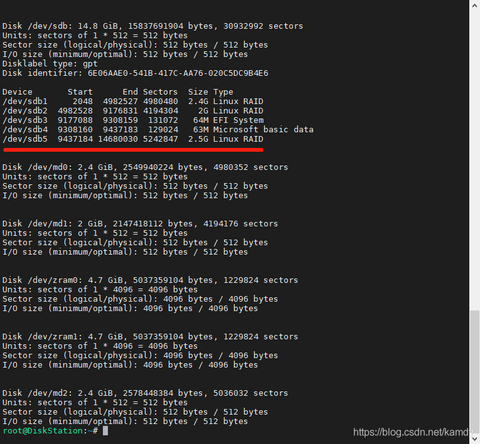 Disk /dev/sdb: 14.8 GiB, 15837691904 bytes, 30932992 sectors
Units: sectors of 1 * 512 = 512 bytes
Sector size (logical/physical): 512 bytes / 512 bytes
I/O size (minimum/optimal): 512 bytes / 512 bytes
Disklabel type: gpt
Disk identifier: 6E06AAE0-541B-417C-AA76-020C5DC9B4E6
Device Start End Sectors Size Type
/dev/sdb1 2048 4982527 4980480 2.4G Linux RAID
/dev/sdb2 4982528 9176831 4194304 2G Linux RAID
/dev/sdb3 9177088 9308159 131072 64M EFI System
/dev/sdb4 9308160 9437183 129024 63M Microsoft basic data
/dev/sdb5 9437184 14680030 5242847 2.5G Linux RAID
Disk /dev/md0: 2.4 GiB, 2549940224 bytes, 4980352 sectors
Units: sectors of 1 * 512 = 512 bytes
Sector size (logical/physical): 512 bytes / 512 bytes
I/O size (minimum/optimal): 512 bytes / 512 bytes
Disk /dev/md1: 2 GiB, 2147418112 bytes, 4194176 sectors
Units: sectors of 1 * 512 = 512 bytes
Sector size (logical/physical): 512 bytes / 512 bytes
I/O size (minimum/optimal): 512 bytes / 512 bytes
Disk /dev/zram0: 4.7 GiB, 5037359104 bytes, 1229824 sectors
Units: sectors of 1 * 4096 = 4096 bytes
Sector size (logical/physical): 4096 bytes / 4096 bytes
I/O size (minimum/optimal): 4096 bytes / 4096 bytes
Disk /dev/zram1: 4.7 GiB, 5037359104 bytes, 1229824 sectors
Units: sectors of 1 * 4096 = 4096 bytes
Sector size (logical/physical): 4096 bytes / 4096 bytes
I/O size (minimum/optimal): 4096 bytes / 4096 bytes
Disk /dev/md2: 2.4 GiB, 2578448384 bytes, 5036032 sectors
Units: sectors of 1 * 512 = 512 bytes
Sector size (logical/physical): 512 bytes / 512 bytes
I/O size (minimum/optimal): 512 bytes / 512 bytes
root@DiskStation:~#